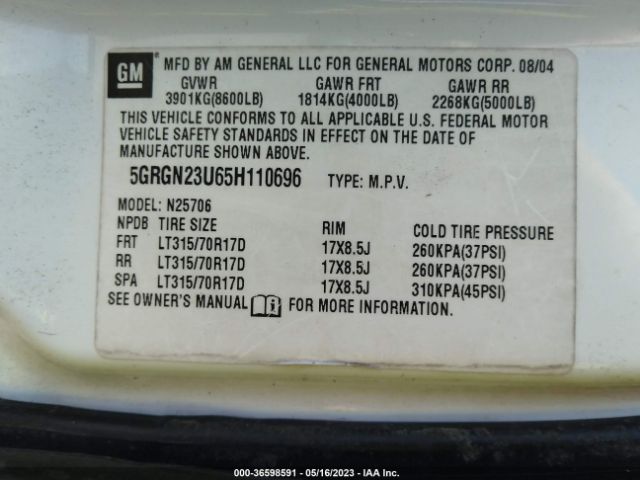 GM
MFD BY AM GENERAL LLC FOR GENERAL MOTORS CORP. 08/04
GVWR GAWR FRT GAWR RR
3901KG(8600LB) 1814KG(4000LB) 2268KG(5000LB)
THIS VEHICLE CONFORMS TO ALL APPLICABLE U.S. FEDERAL MOTOR
VEHICLE SAFETY STANDARDS IN EFFECT ON THE DATE OF
MANUFACTURE SHOWN ABOVE.
5GRGN23U65H110696 TYPE: M.P.V.
MODEL: N25706
NPDB TIRE SIZE RIM COLD TIRE PRESSURE
FRT LT315/70R17D 17X8.5J 260KPA(37PSI)
RR LT315/70R17D 17X8.5J 260KPA(37PSI)
SPA LT315/70R17D 17X8.5J 310KPA(45PSI)
SEE OWNER'S MANUAL i FOR MORE INFORMATION.
000-36598591 - 05/16/2023 - IAA Inc.